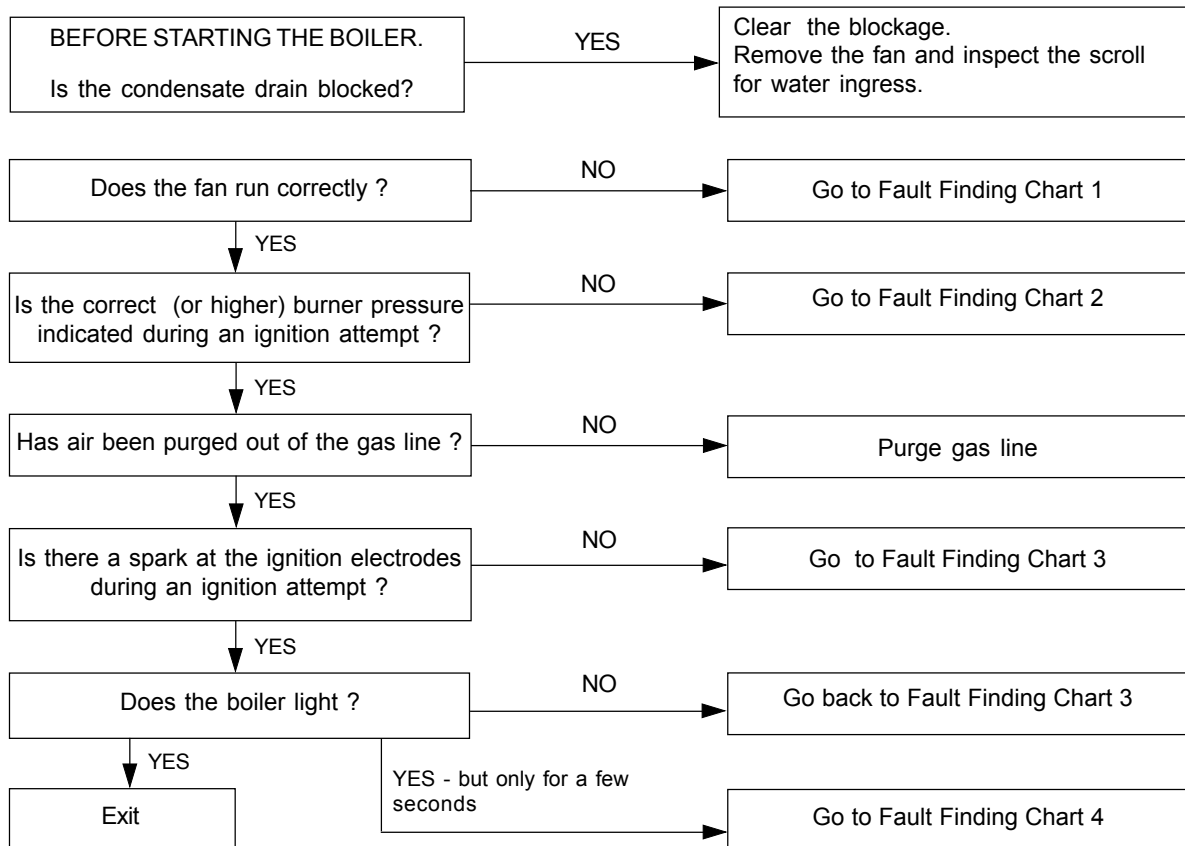 BEFORE STARTING THE BOILER.
Is the condensate drain blocked?
YES
Clear the blockage.
Remove the fan and inspect the scroll
for water ingress.
Does the fan run correctly ?
NO
Go to Fault Finding Chart 1
YES
Is the correct (or higher) burner pressure
indicated during an ignition attempt ?
NO
Go to Fault Finding Chart 2
YES
Has air been purged out of the gas line ?
NO
Purge gas line
YES
Is there a spark at the ignition electrodes
during an ignition attempt ?
NO
Go to Fault Finding Chart 3
YES
Does the boiler light ?
NO
Go back to Fault Finding Chart 3
YES
Exit
YES - but only for a few
seconds
Go to Fault Finding Chart 4